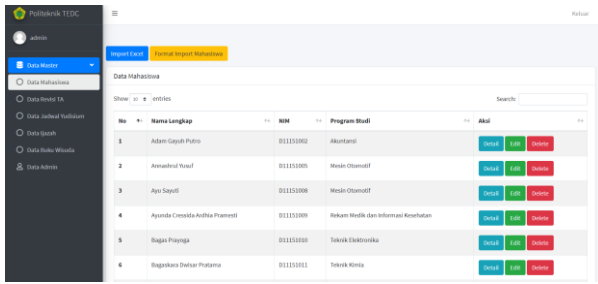 Politeknik TEDC
Keluar
admin
Import Excel Format Import Mahasiswa
Data Master
Data Mahasiswa
Data Mahasiswa
Data Revisi TA
Show 10 entries Search:
Data Jadwal Yudisium
No Nama Lengkap NIM Program Studi Aksi
Data Ijazah
Data Buku Wisuda
1 Adam Gayuh Putro D11151002 Akuntansi Detail Edit Delete
Data Admin
2 Annashrul Yusuf D11151005 Mesin Otomotif Detail Edit Delete
3 Ayu Sayuti D11151008 Mesin Otomotif Detail Edit Delete
4 Ayunda Cressida Ardhia Pramesti D11151009 Rekam Medik dan Informasi Kesehatan Detail Edit Delete
5 Bagas Prayoga D11151010 Teknik Elektronika Detail Edit Delete
6 Bagaskara Dwisan Pratama D11151011 Teknik Kimia Detail Edit Delete